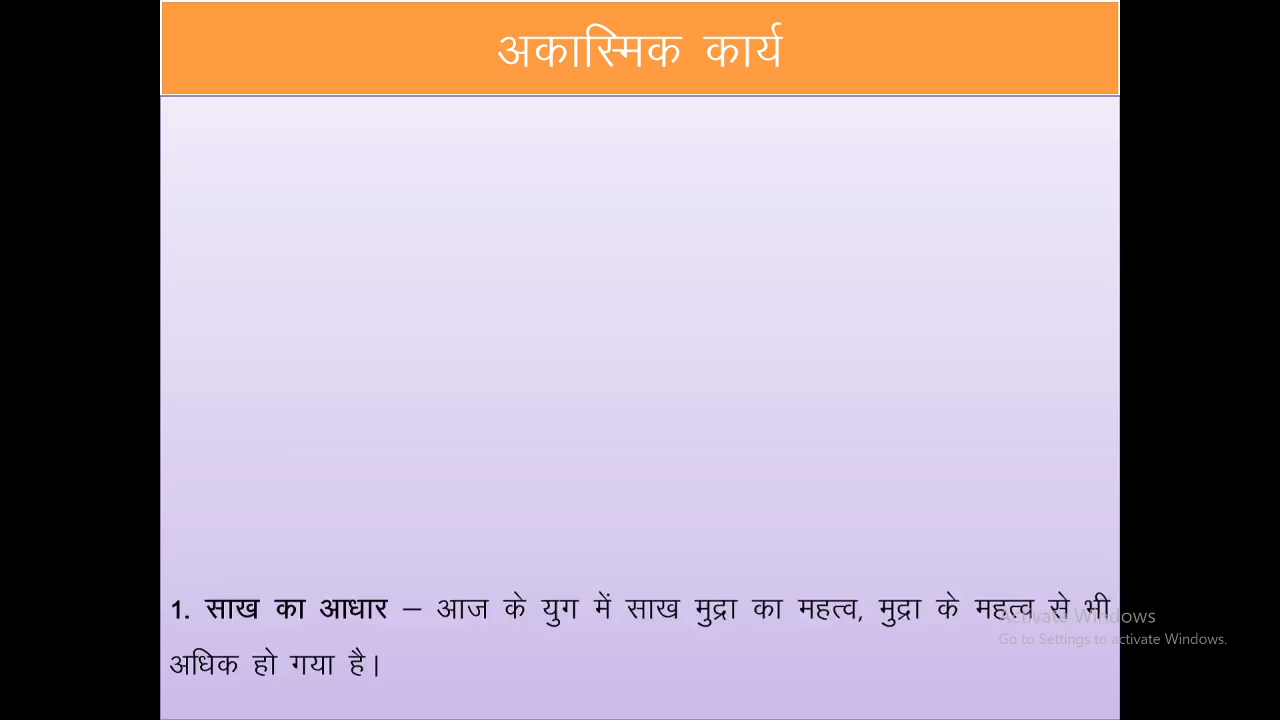 अकास्मिक कार्य
1. साख का आधार – आज के युग में साख मुद्रा का महत्व, मुद्रा के महत्व से भी
अधिक हो गया है।
Activate Windows
Go to Settings to activate Windows.